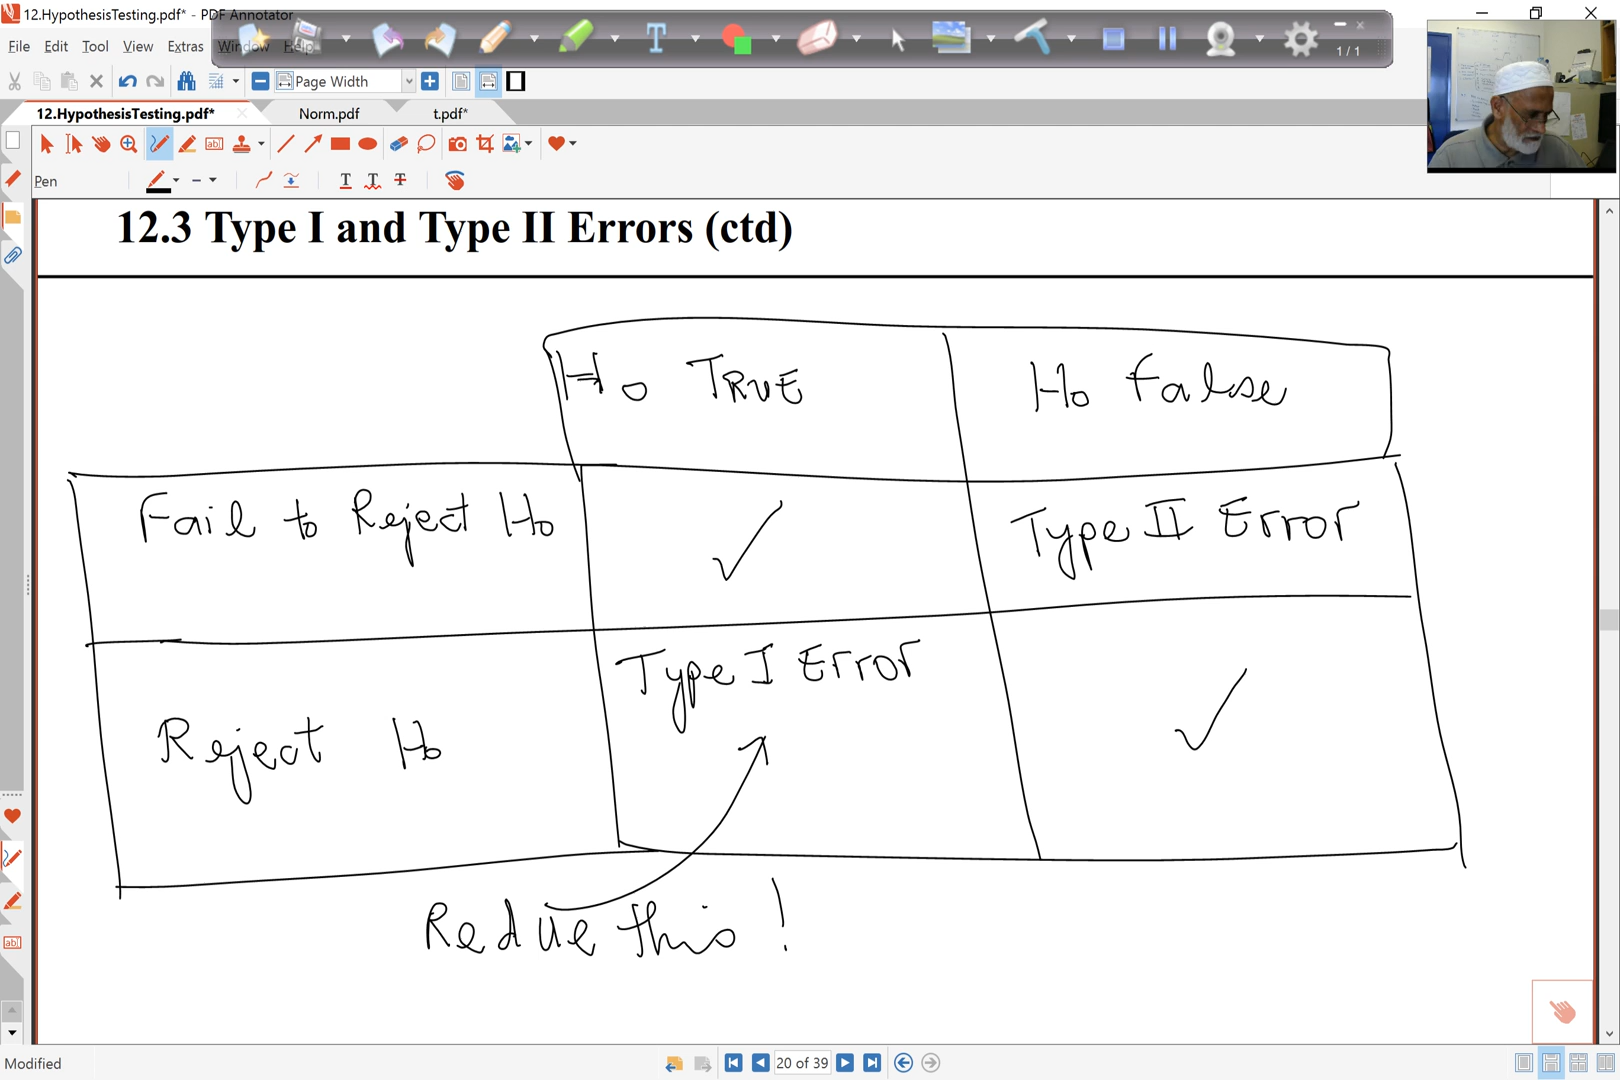 12.HypothesisTesting.pdf* - PDF Annotator
File Edit Tool View Extras Window Help
1 / 1
Page Width
12.HypothesisTesting.pdf* Norm.pdf t.pdf*
Pen
12.3 Type I and Type II Errors (ctd)
Ho TRUE Ho false
Fail to Reject Ho Type II Error
Type I Error
Reject Ho
Redue this !
Modified 20 of 39